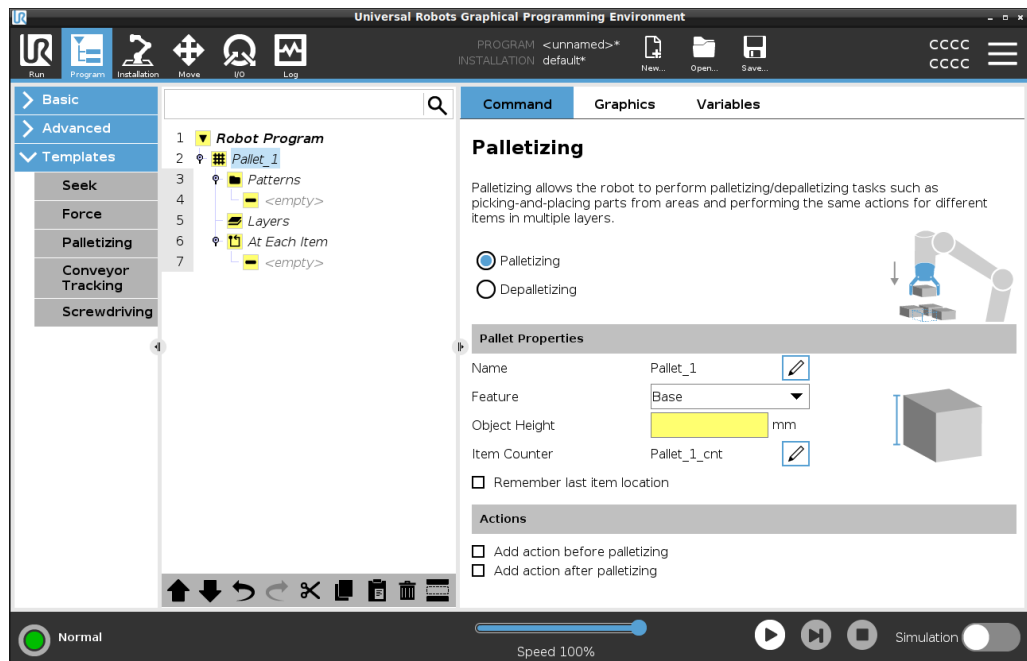 Universal Robots Graphical Programming Environment
UR
Run
Program
Installation
Move
I/O
Log
PROGRAM <unnamed>*
INSTALLATION default*
New...
Open...
Save...
CCCC
CCCC
Basic
Advanced
Templates
Seek
Force
Palletizing
Conveyor
Tracking
Screwdriving
1 Robot Program
2 Pallet_1
3 Patterns
4 <empty>
5 Layers
6 At Each Item
7 <empty>
Command Graphics Variables
Palletizing
Palletizing allows the robot to perform palletizing/depalletizing tasks such as
picking-and-placing parts from areas and performing the same actions for different
items in multiple layers.
Palletizing
Depalletizing
Pallet Properties
Name Pallet_1
Feature Base
Object Height mm
Item Counter Pallet_1_cnt
Remember last item location
Actions
Add action before palletizing
Add action after palletizing
Normal
Speed 100%
Simulation